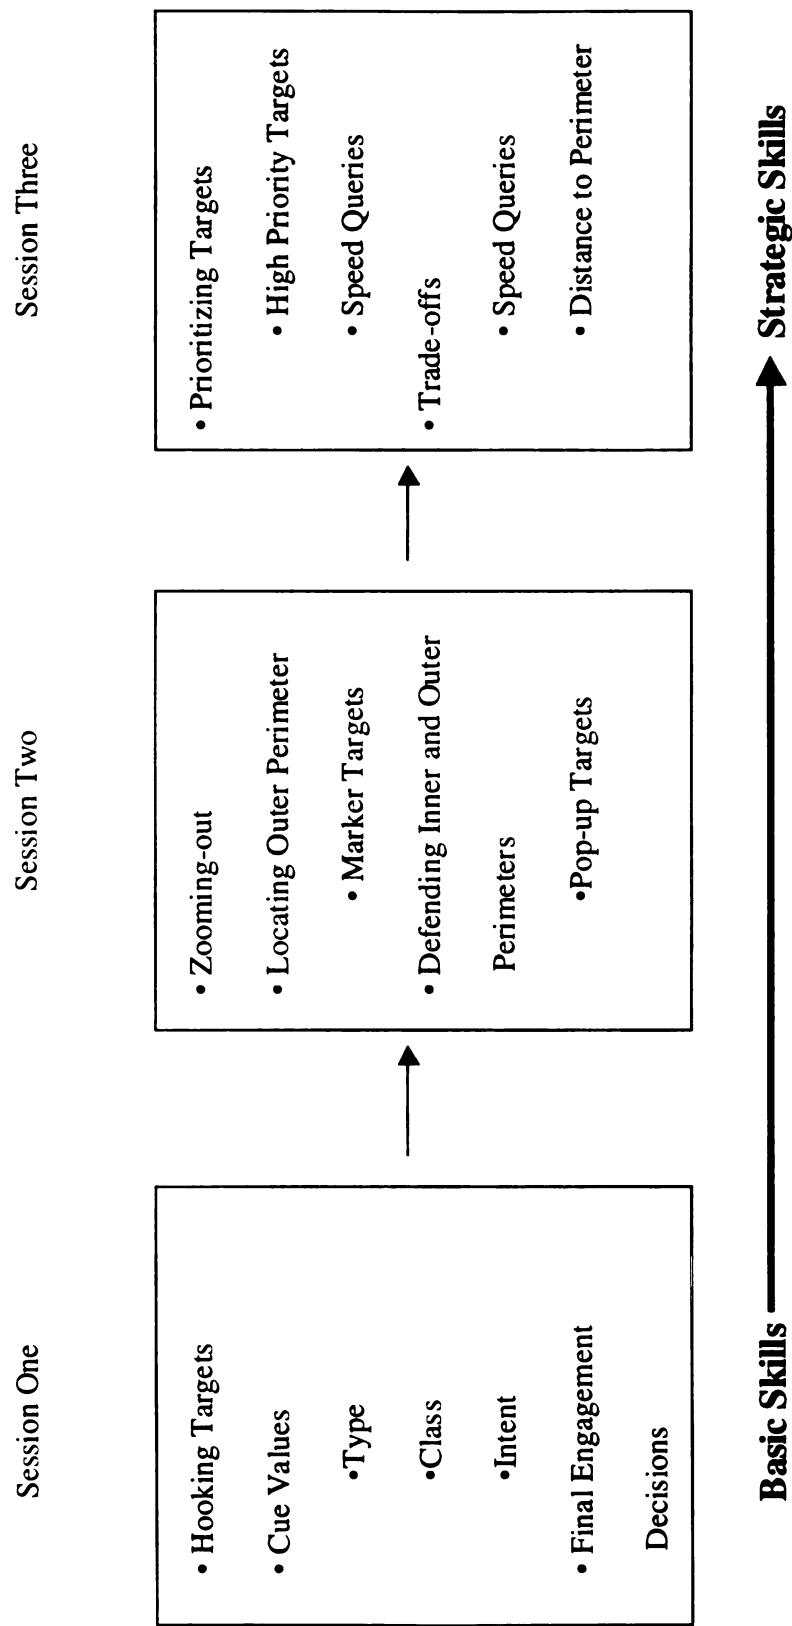 Session One
• Hooking Targets
• Cue Values
•Type
•Class
•Intent
• Final Engagement
Decisions
Session Two
• Zooming-out
• Locating Outer Perimeter
• Marker Targets
• Defending Inner and Outer
Perimeters
•Pop-up Targets
Session Three
• Prioritizing Targets
• High Priority Targets
• Speed Queries
• Trade-offs
• Speed Queries
• Distance to Perimeter
Basic Skills
Strategic Skills